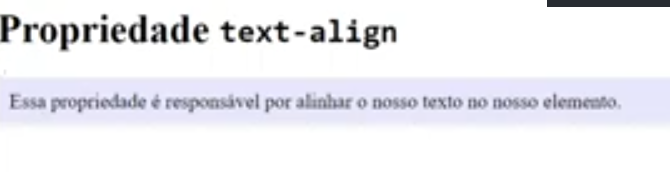 Propriedade text-align
Essa propriedade é responsável por alinhar o nosso texto no nosso elemento.